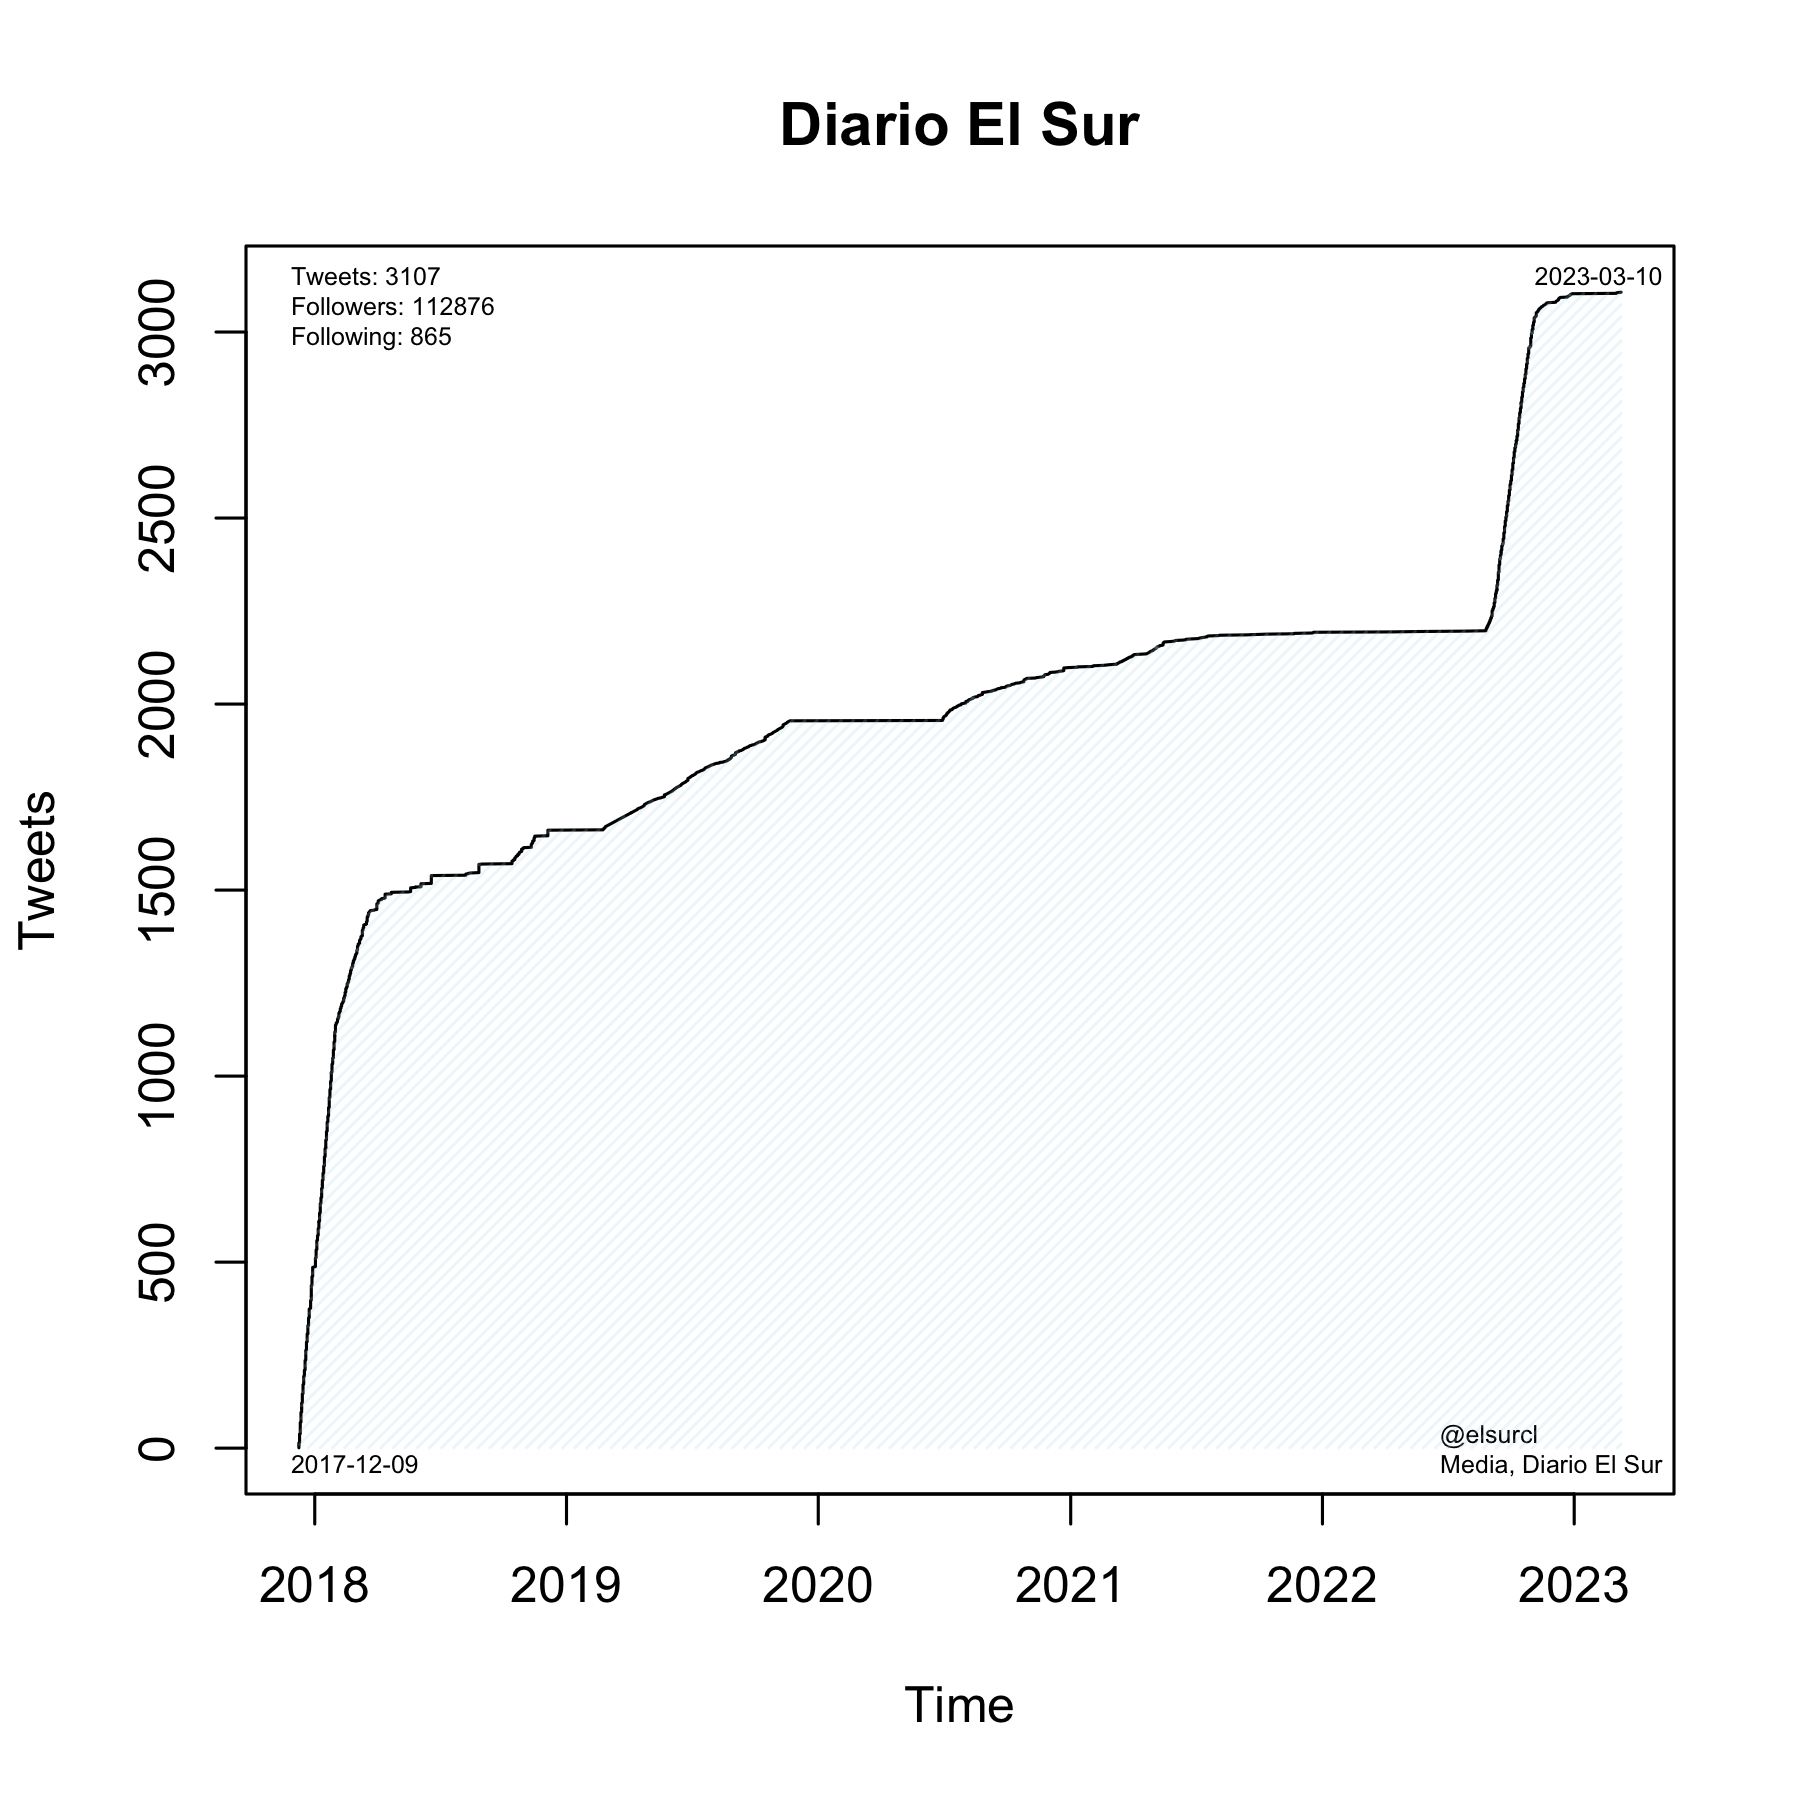 Diario El Sur
Tweets: 3107
Followers: 112876
Following: 865
2023-03-10
3000
2500
2000
1500
1000
500
0
Tweets
@elsurcl
Media, Diario El Sur
2017-12-09
2018
2019
2020
2021
2022
2023
Time